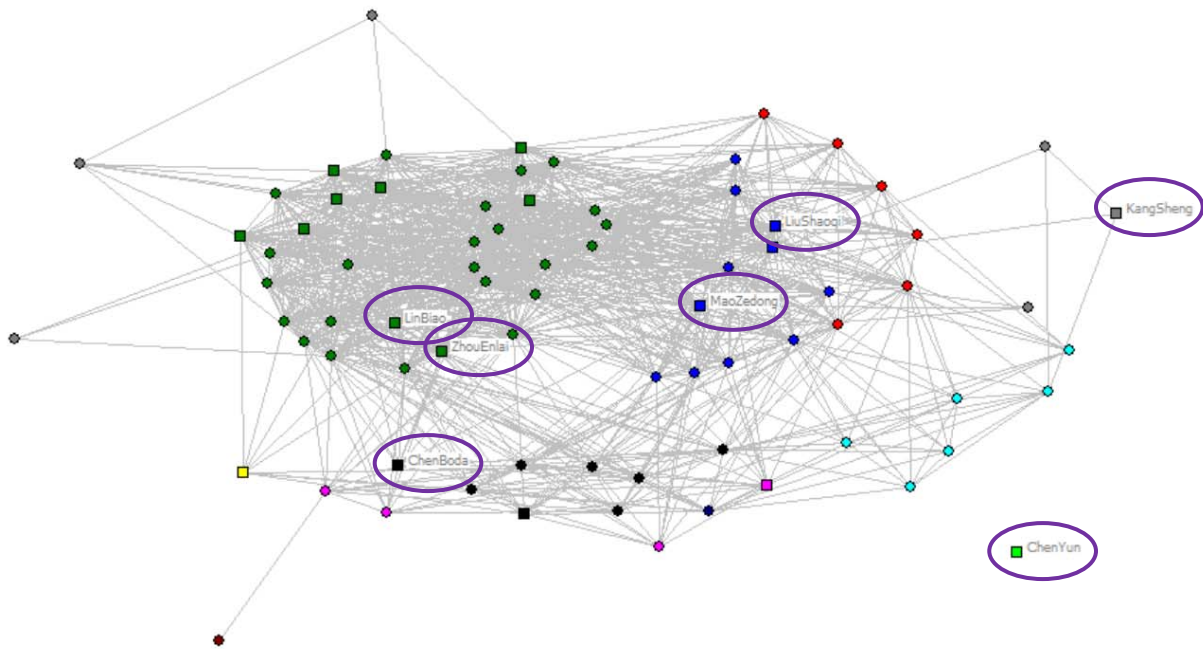 KangSheng
LiuShaoqi
MaoZedong
LinBiao
ZhouEnlai
ChenBoda
ChenYun